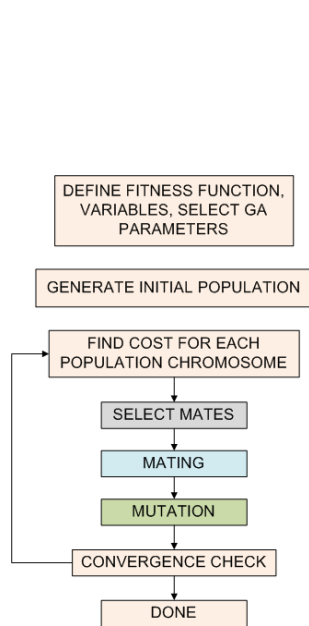 DEFINE FITNESS FUNCTION,
VARIABLES, SELECT GA
PARAMETERS
GENERATE INITIAL POPULATION
FIND COST FOR EACH
POPULATION CHROMOSOME
SELECT MATES
MATING
MUTATION
CONVERGENCE CHECK
DONE